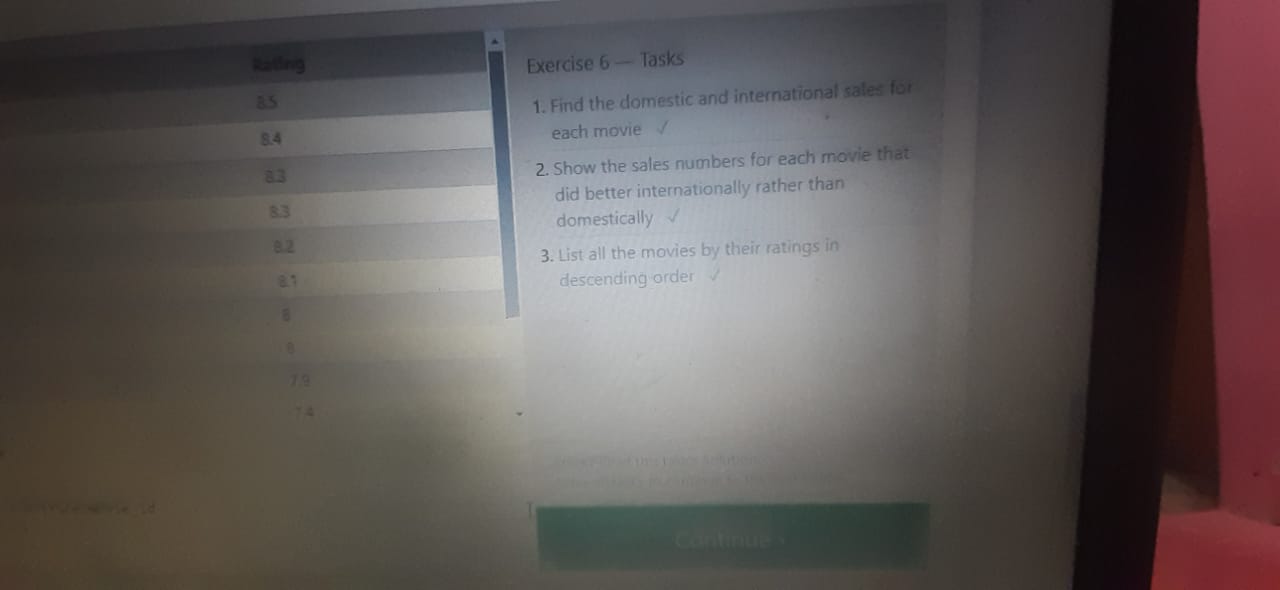 Rating
8.5
8.4
8.3
8.3
8.2
8.1
8
8
7.9
7.4
Exercise 6 — Tasks
1. Find the domestic and international sales for
each movie ✓
2. Show the sales numbers for each movie that
did better internationally rather than
domestically ✓
3. List all the movies by their ratings in
descending order ✓
Continue ›